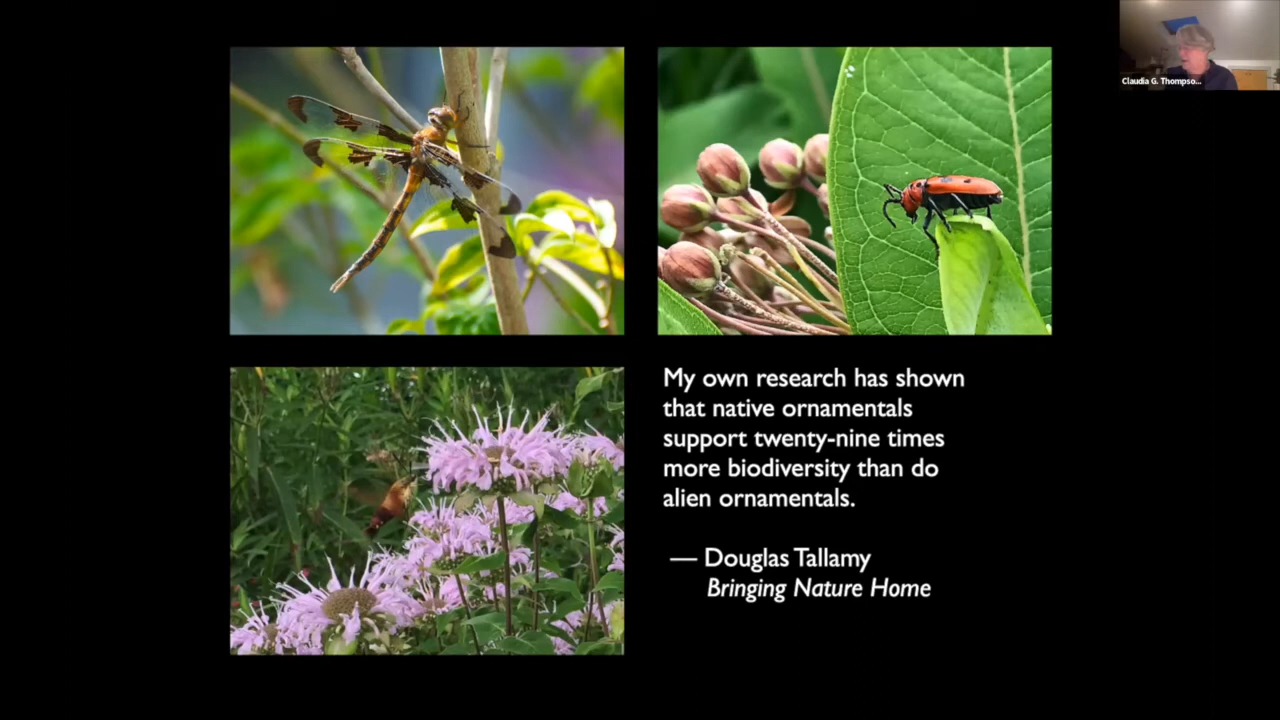 Claudia G. Thompso...
My own research has shown
that native ornamentals
support twenty-nine times
more biodiversity than do
alien ornamentals.
— Douglas Tallamy
Bringing Nature Home